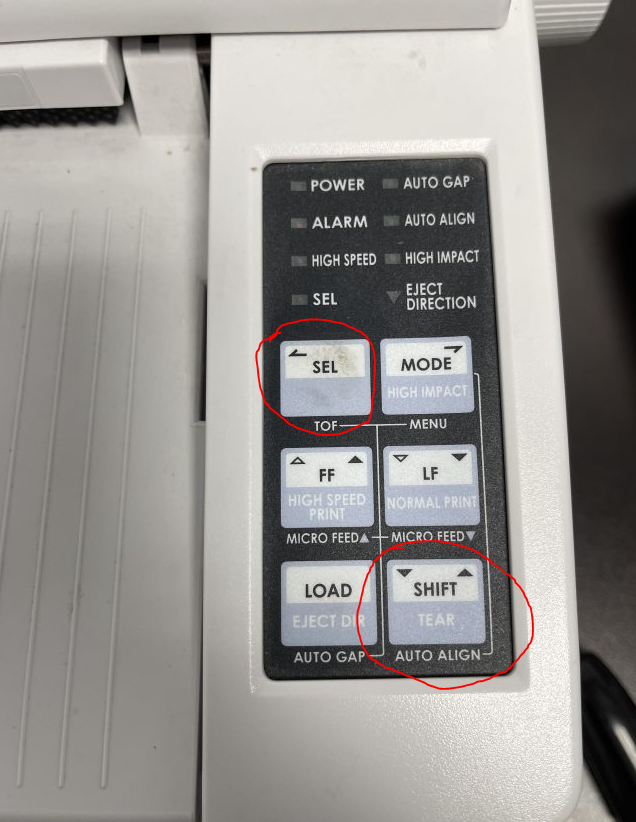 POWER AUTO GAP
ALARM AUTO ALIGN
HIGH SPEED HIGH IMPACT
SEL EJECT
DIRECTION
SEL MODE
HIGH IMPACT
TOF MENU
FF LF
HIGH SPEED
PRINT NORMAL PRINT
MICRO FEED▲ MICRO FEED▼
LOAD SHIFT
EJECT DIR TEAR
AUTO GAP AUTO ALIGN